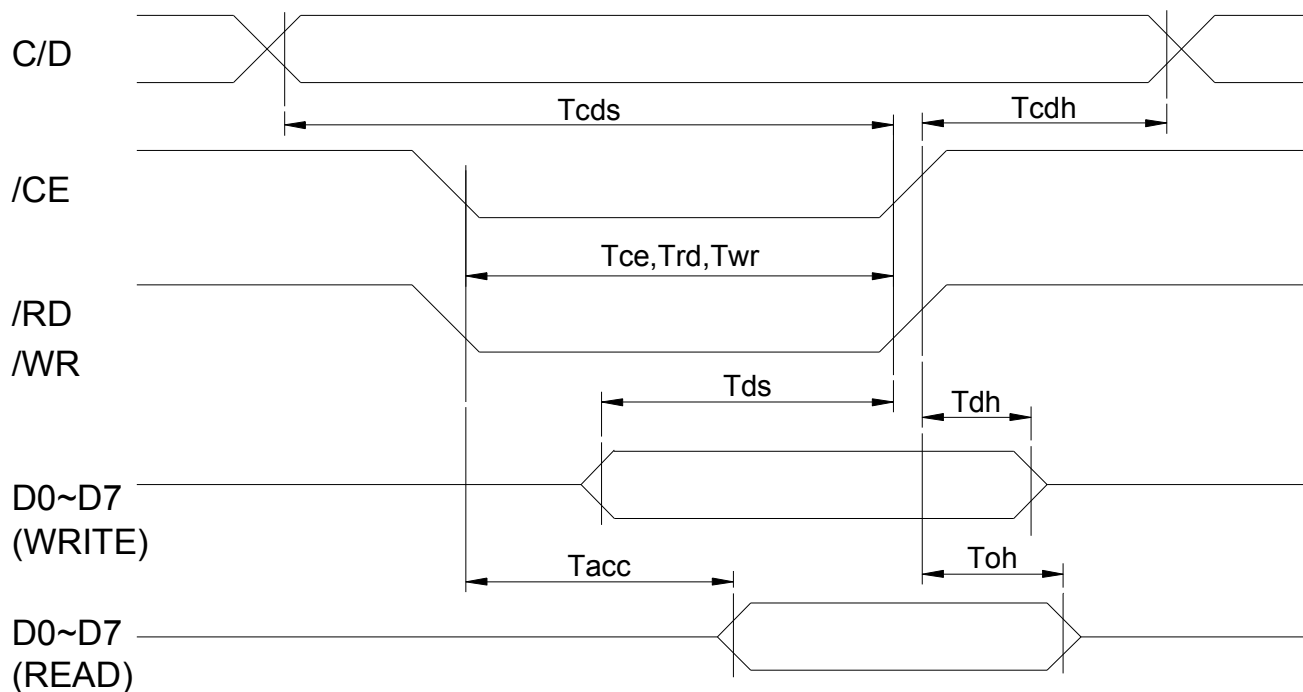 C/D
Tcds
Tcdh
/CE
Tce,Trd,Twr
/RD
/WR
Tds
Tdh
D0~D7
(WRITE)
Tacc
Toh
D0~D7
(READ)